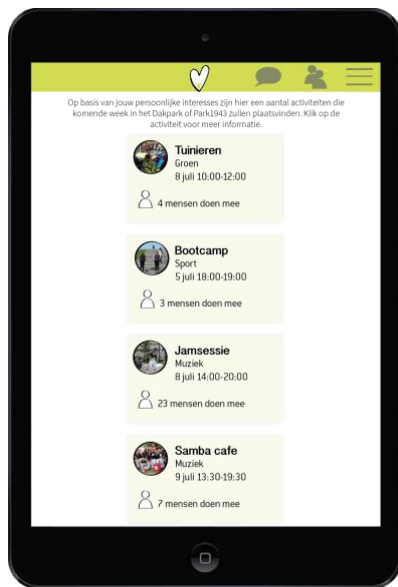 Op basis van jouw persoonlijke interesses zijn hier een aantal activiteiten die
komende week in het Dakpark of Park1943 zullen plaatsvinden. Klik op de
activiteit voor meer informatie.
Tuinieren
Groen
8 juli 10:00-12:00
4 mensen doen mee
Bootcamp
Sport
5 juli 18:00-19:00
3 mensen doen mee
Jamsessie
Muziek
8 juli 14:00-20:00
23 mensen doen mee
Samba cafe
Muziek
9 juli 13:30-19:30
7 mensen doen mee